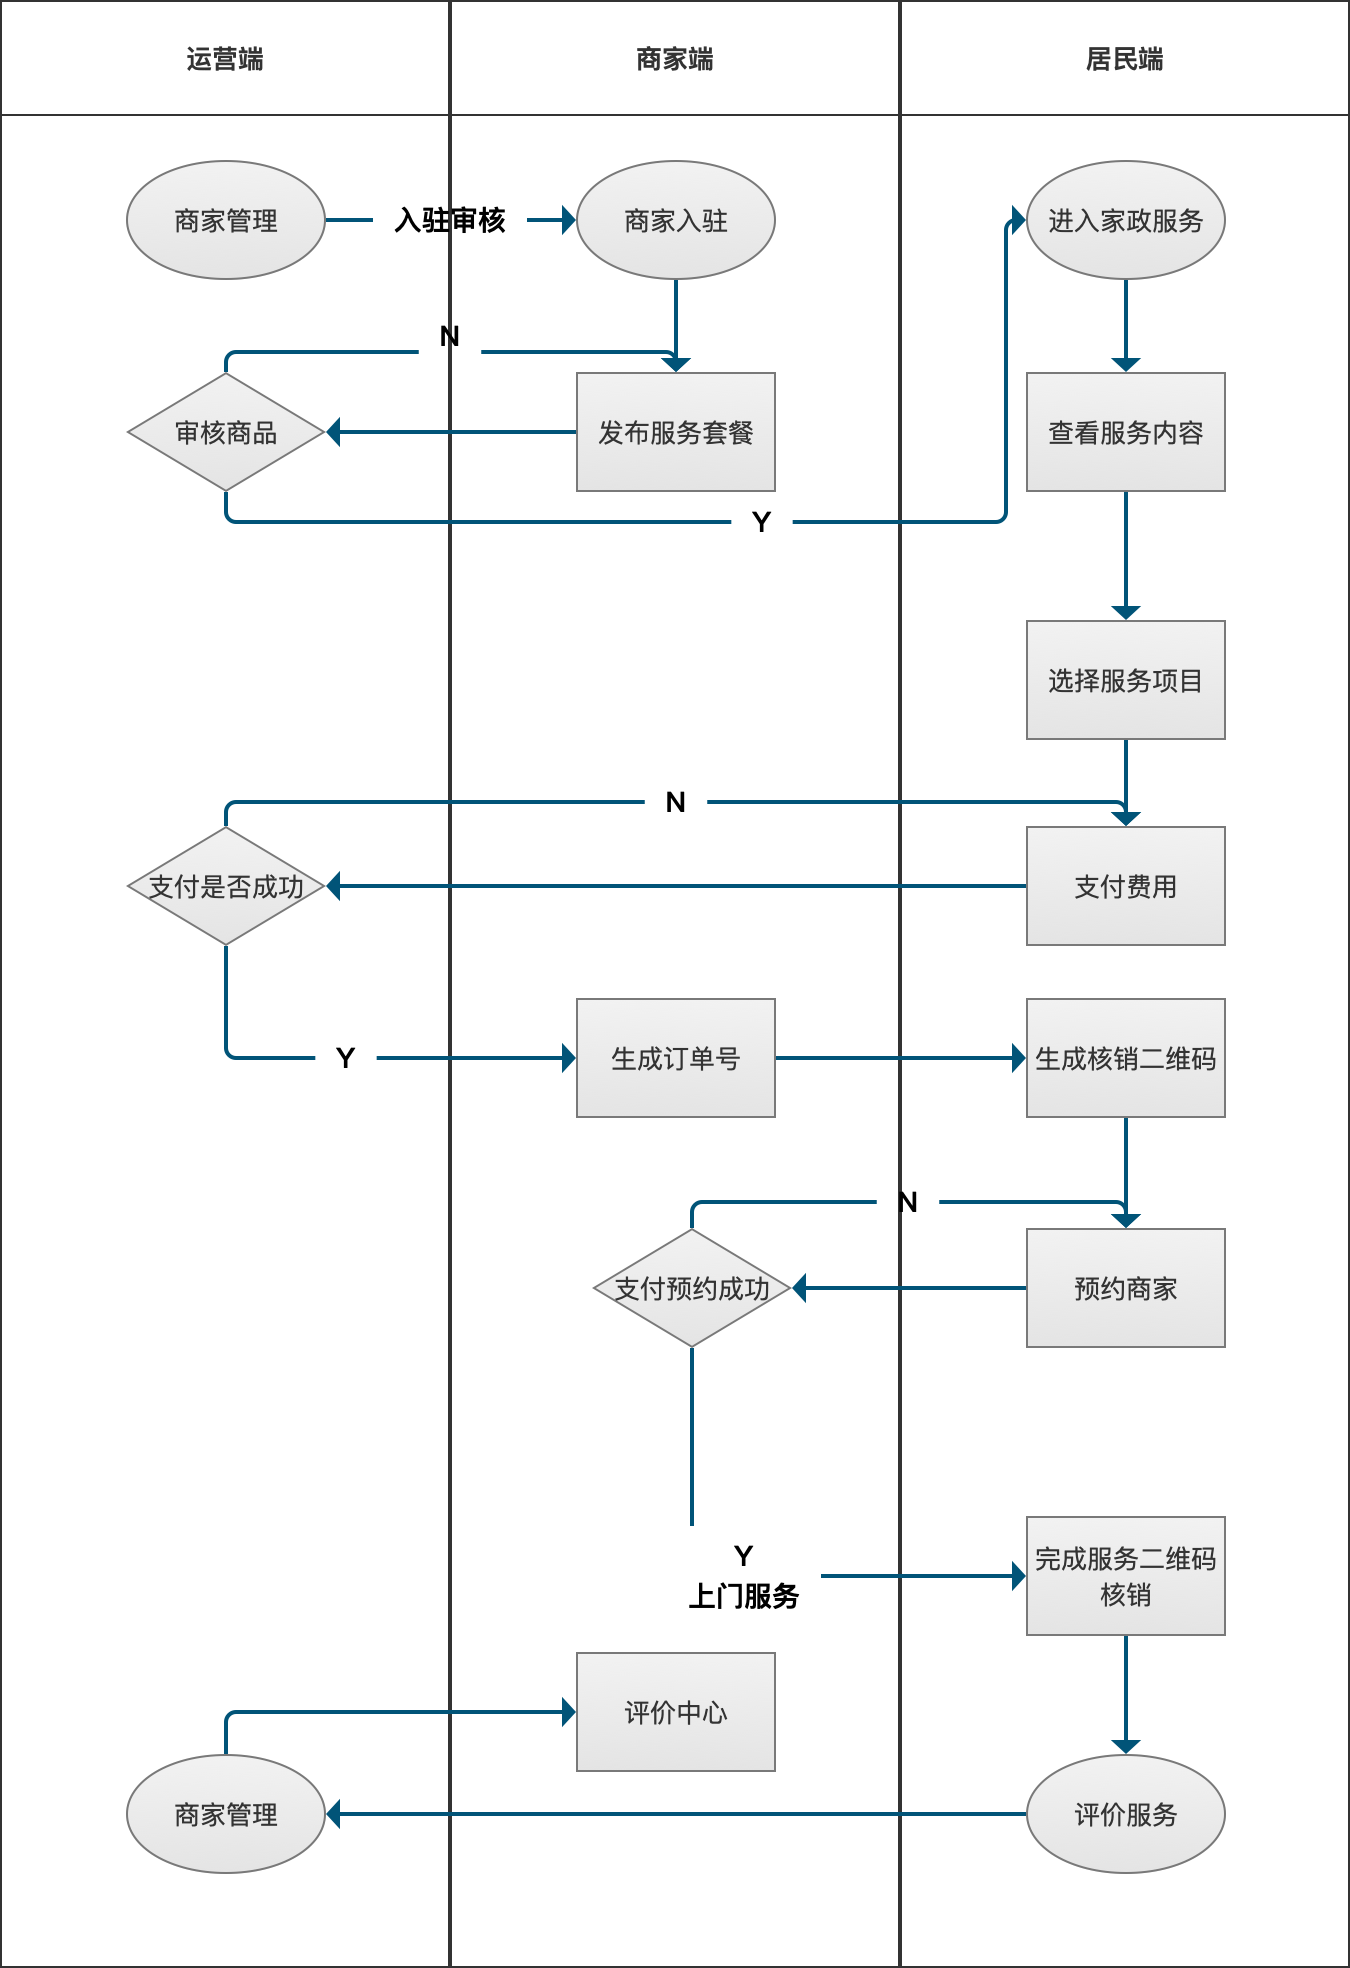 运营端
商家端
居民端
商家管理
入驻审核
商家入驻
进入家政服务
N
审核商品
发布服务套餐
查看服务内容
Y
选择服务项目
N
支付是否成功
支付费用
Y
生成订单号
生成核销二维码
N
支付预约成功
预约商家
Y
上门服务
完成服务二维码
核销
评价中心
商家管理
评价服务